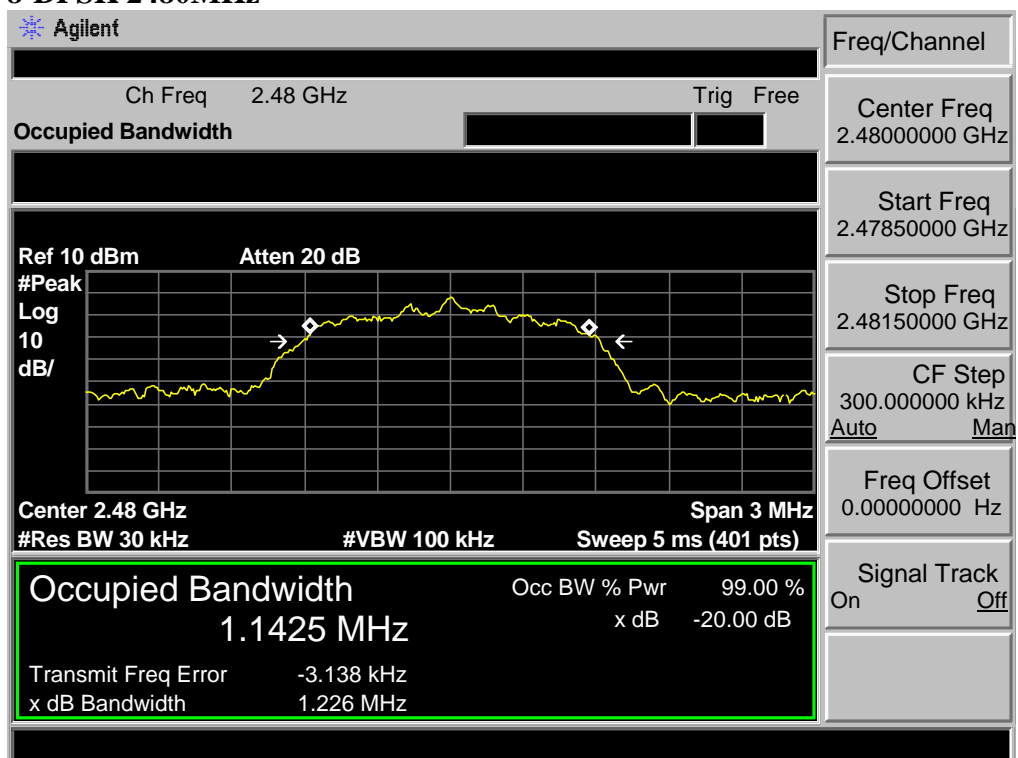 8-DPSK 2480MHz
Agilent
Freq/Channel
Ch Freq 2.48 GHz Trig Free
Occupied Bandwidth
Center Freq
2.48000000 GHz
Start Freq
2.47850000 GHz
Ref 10 dBm Atten 20 dB
#Peak
Log
10
dB/
Stop Freq
2.48150000 GHz
CF Step
300.000000 kHz
Auto Man
Freq Offset
0.00000000 Hz
Center 2.48 GHz Span 3 MHz
#Res BW 30 kHz #VBW 100 kHz Sweep 5 ms (401 pts)
Signal Track
On Off
Occupied Bandwidth Occ BW % Pwr 99.00 %
1.1425 MHz x dB -20.00 dB
Transmit Freq Error -3.138 kHz
x dB Bandwidth 1.226 MHz